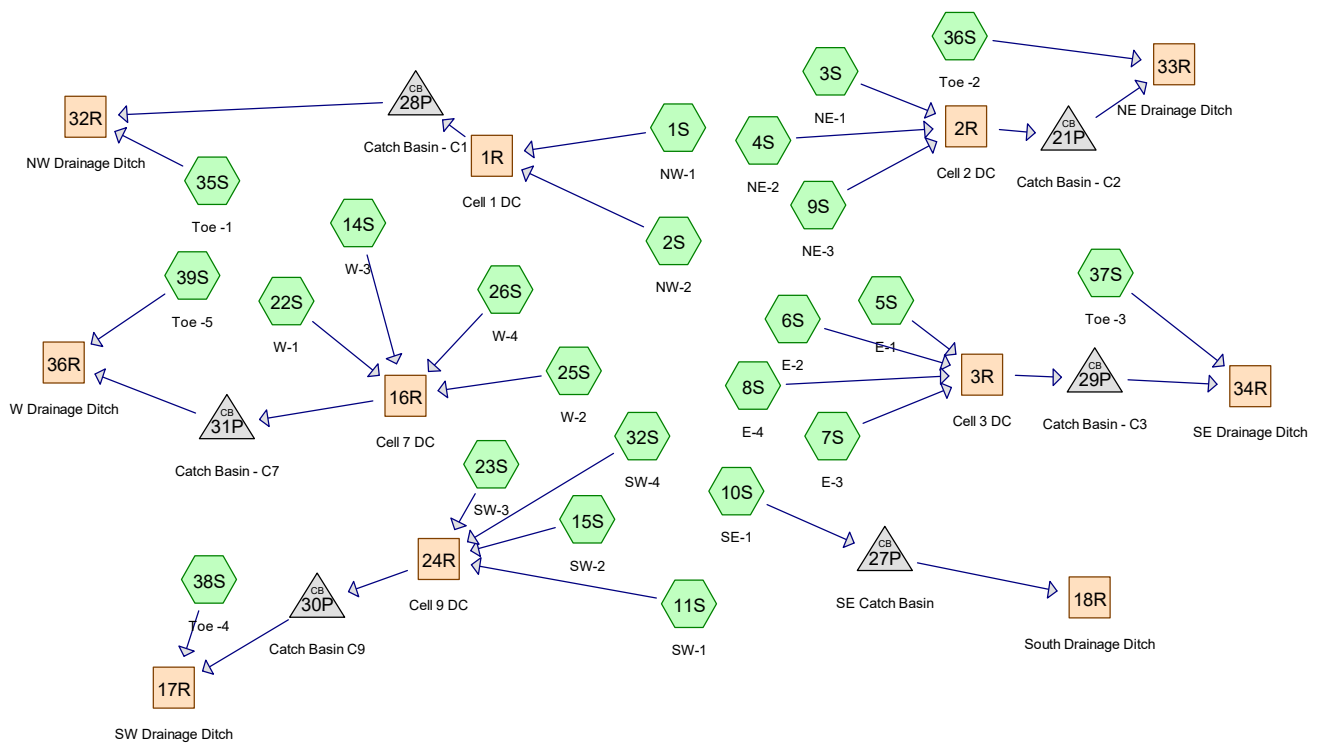 36S
Toe -2
33R
NE Drainage Ditch
3S
NE-1
4S
NE-2
9S
NE-3
2R
Cell 2 DC
CB
21P
Catch Basin - C2
32R
NW Drainage Ditch
CB
28P
Catch Basin - C1
35S
Toe -1
1R
Cell 1 DC
1S
NW-1
2S
NW-2
14S
W-3
39S
Toe -5
22S
W-1
26S
W-4
36R
W Drainage Ditch
CB
31P
Catch Basin - C7
16R
Cell 7 DC
25S
W-2
37S
Toe -3
5S
E-1
6S
E-2
8S
E-4
7S
E-3
3R
Cell 3 DC
CB
29P
Catch Basin - C3
34R
SE Drainage Ditch
32S
SW-4
23S
SW-3
15S
SW-2
24R
Cell 9 DC
11S
SW-1
38S
Toe -4
CB
30P
Catch Basin C9
17R
SW Drainage Ditch
10S
SE-1
CB
27P
SE Catch Basin
18R
South Drainage Ditch